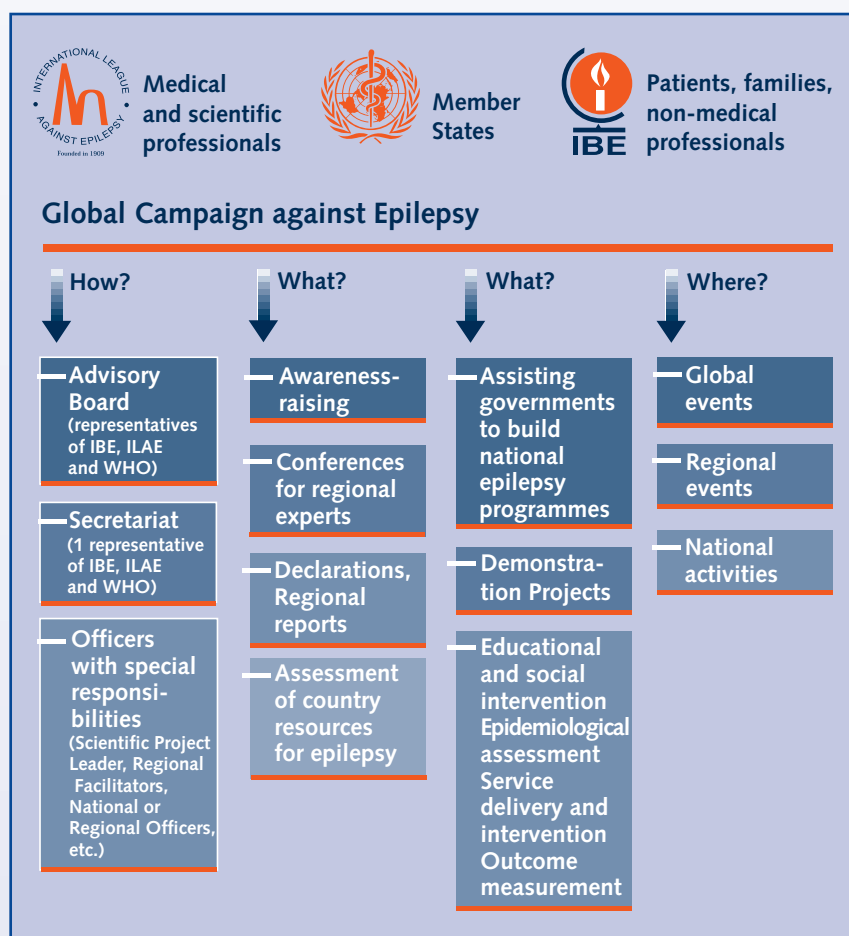 INTERNATIONAL LEAGUE
AGAINST EPILEPSY
Founded in 1909
Medical
and scientific
professionals
Member
States
IBE
Patients, families,
non-medical
professionals
Global Campaign against Epilepsy
How?
Advisory
Board
(representatives
of IBE, ILAE
and WHO)
Secretariat
(1 representative
of IBE, ILAE
and WHO)
Officers
with special
responsi-
bilities
(Scientific Project
Leader, Regional
Facilitators,
National or
Regional Officers,
etc.)
What?
Awareness-
raising
Conferences
for regional
experts
Declarations,
Regional
reports
Assessment
of country
resources
for epilepsy
What?
Assisting
governments
to build
national
epilepsy
programmes
Demonstra-
tion Projects
Educational
and social
intervention
Epidemiological
assessment
Service
delivery and
intervention
Outcome
measurement
Where?
Global
events
Regional
events
National
activities